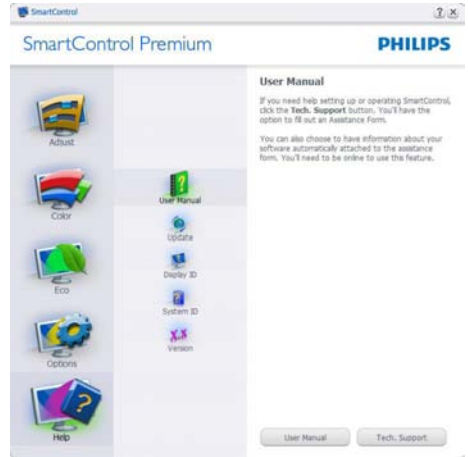 SmartControl
SmartControl Premium
PHILIPS
Adjust
Color
Eco
Options
Help
User Manual
Update
Display ID
System ID
X.x
Version
User Manual
If you need help setting up or operating SmartControl,
click the Tech. Support button. You'll have the
option to fill out an Assistance Form.
You can also choose to have information about your
software automatically attached to the assistance
form. You'll need to be online to use this feature.
User Manual
Tech. Support